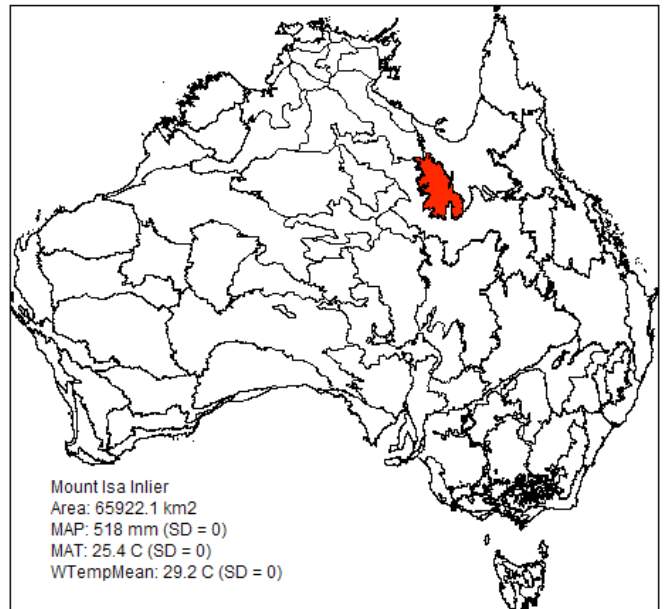 Mount Isa Inlier
Area: 65922.1 km2
MAP: 518 mm (SD = 0)
MAT: 25.4 C (SD = 0)
WTempMean: 29.2 C (SD = 0)